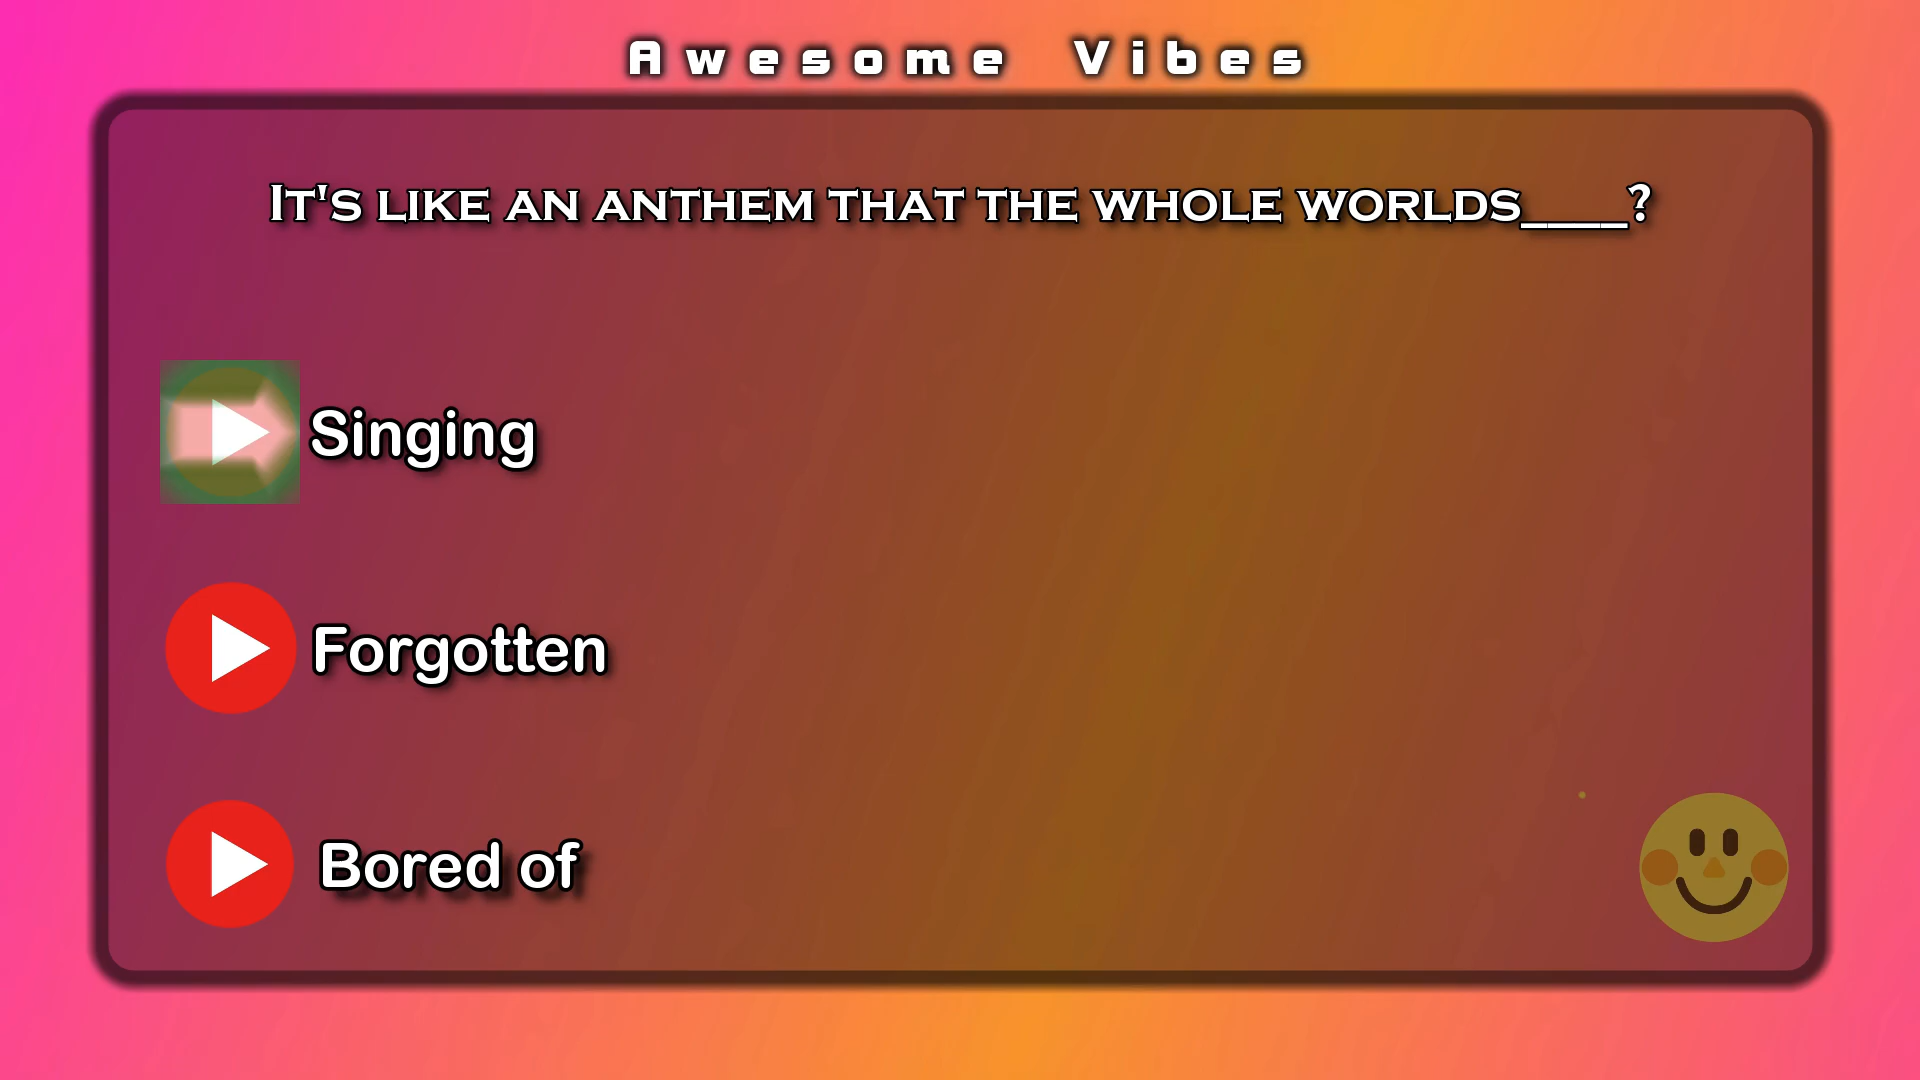 Awesome Vibes
It's like an anthem that the whole worlds____?
Singing
Forgotten
Bored of